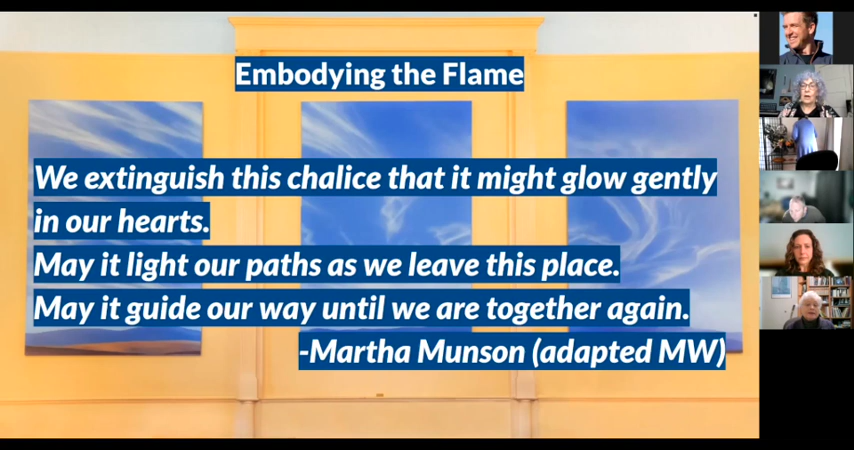 Embodying the Flame
We extinguish this chalice that it might glow gently
in our hearts.
May it light our paths as we leave this place.
May it guide our way until we are together again.
-Martha Munson (adapted MW)